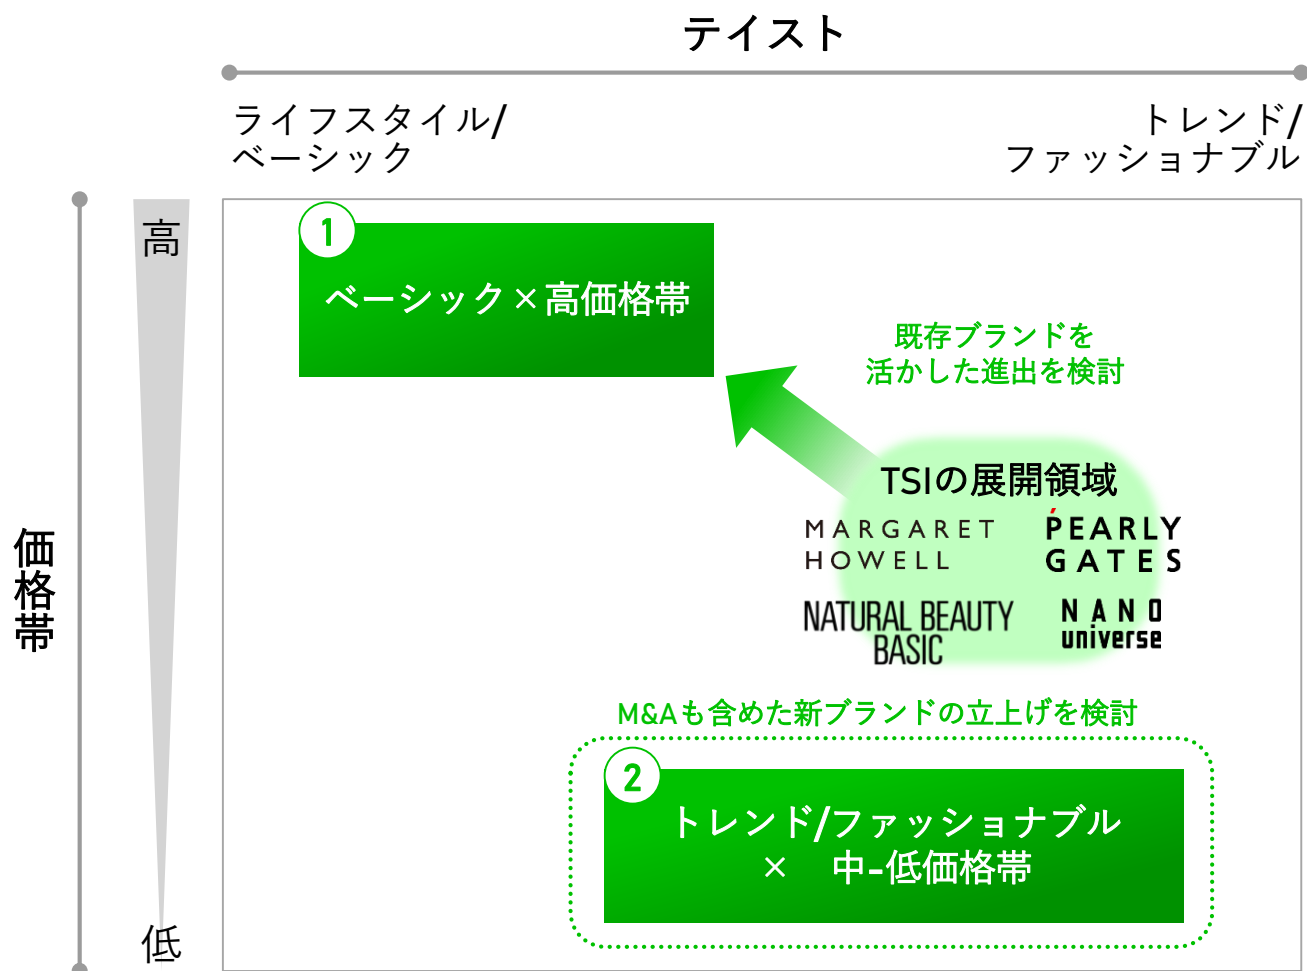 テイスト
ライフスタイル/
ベーシック
トレンド/
ファッショナブル
価格帯
高
低
1
ベーシック×高価格帯
既存ブランドを
活かした進出を検討
TSIの展開領域
MARGARET
HOWELL
PEARLY
GATES
NATURAL BEAUTY
BASIC
NANO
universe
M&Aも含めた新ブランドの立上げを検討
2
トレンド/ファッショナブル
× 中-低価格帯